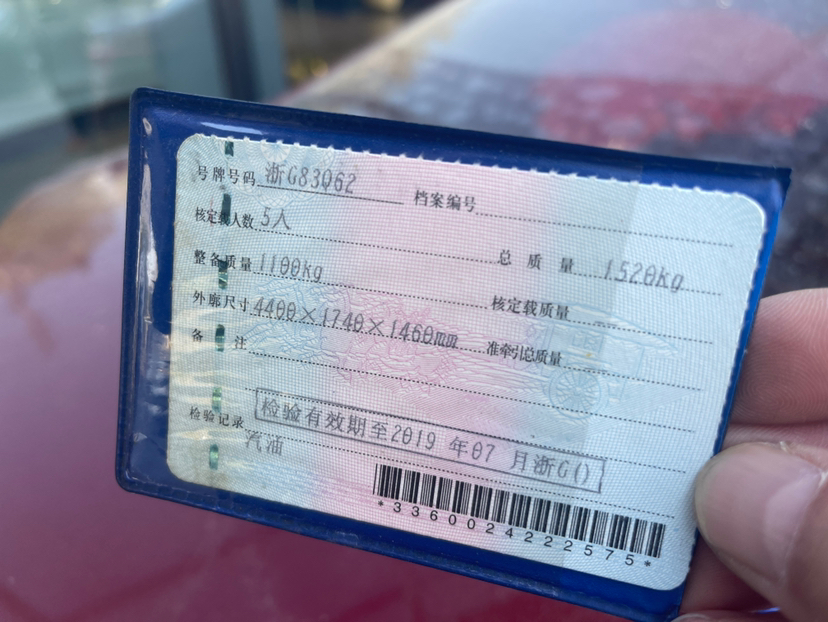 号牌号码 浙G83Q62 档案编号
核定载人数 5人 总质量 1520kg
整备质量 1100kg 核定载质量
外廓尺寸 4400×1740×1460mm 准牵引总质量
备注
检验记录 检验有效期至2019年07月浙G()
汽油
*3360024222575*